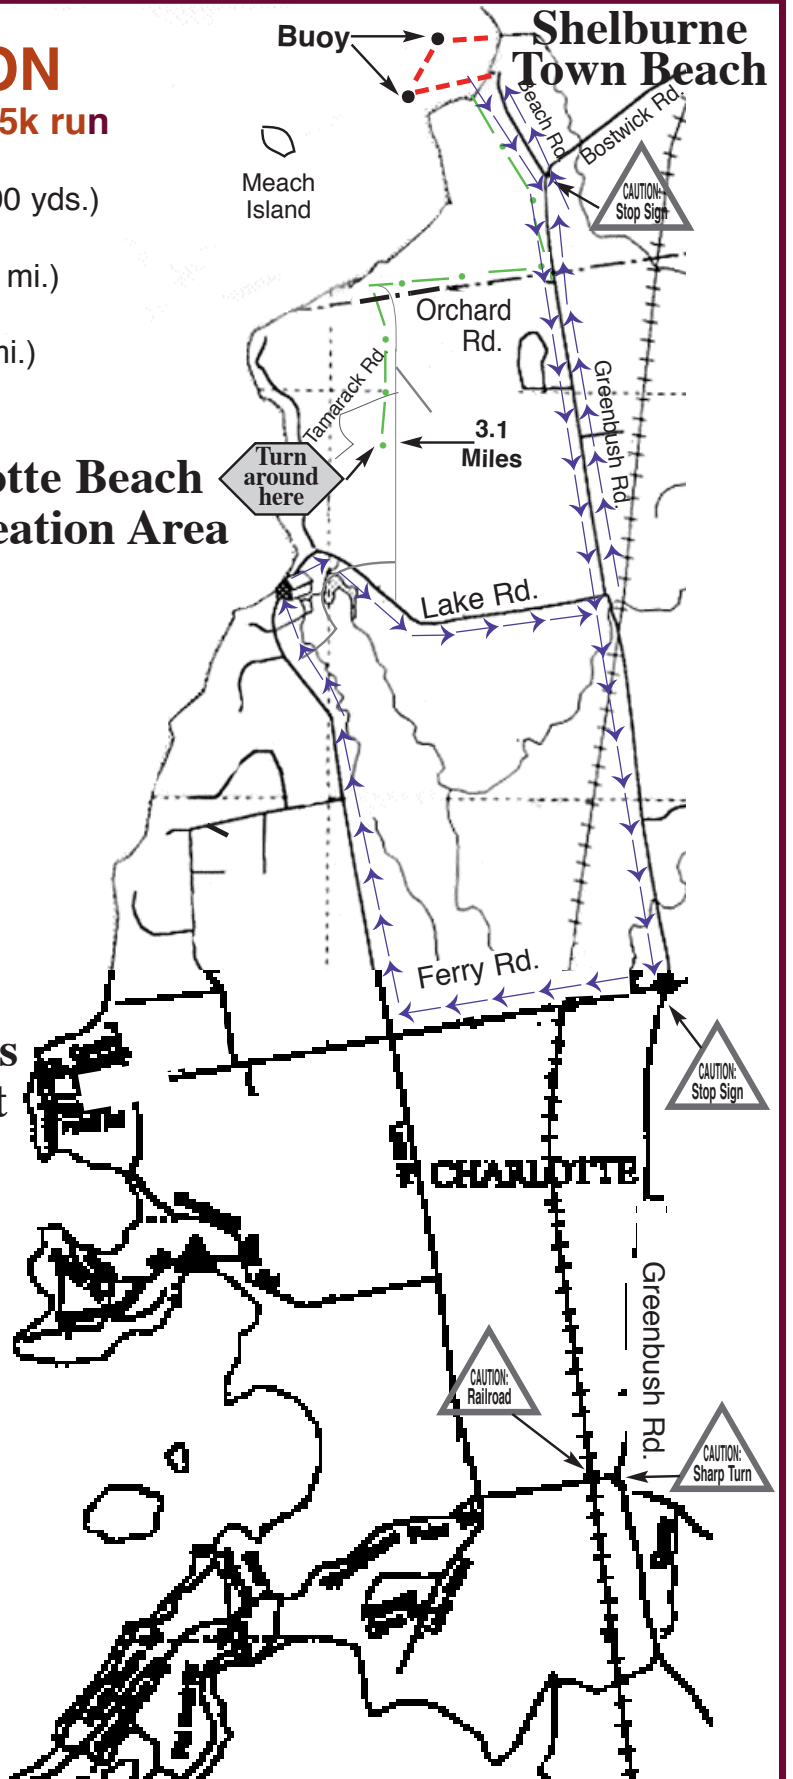 ON
5k run
00 yds.)
mi.)
mi.)
Buoy
Shelburne
Town Beach
Beach Rd.
Bostwick Rd.
CAUTION:
Stop Sign
Meach
Island
Orchard
Rd.
Tamarack Rd.
Greenbush Rd.
3.1
Miles
Turn
around
here
otte Beach
eation Area
Lake Rd.
Ferry Rd.
s
t
CAUTION:
Stop Sign
CHARLOTTE
Greenbush Rd.
CAUTION:
Railroad
CAUTION:
Sharp Turn